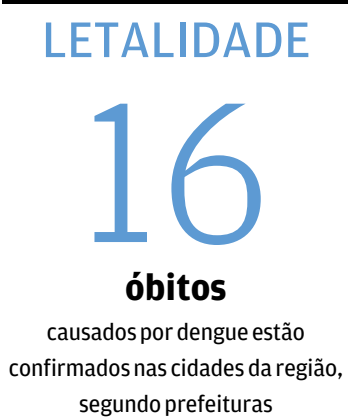 LETALIDADE
16
óbitos
causados por dengue estão
confirmados nas cidades da região,
segundo prefeituras